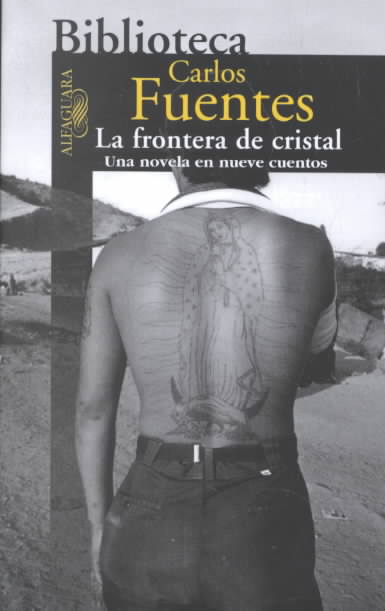 Biblioteca
Carlos
Fuentes
ALFAGUARA
La frontera de cristal
Una novela en nueve cuentos